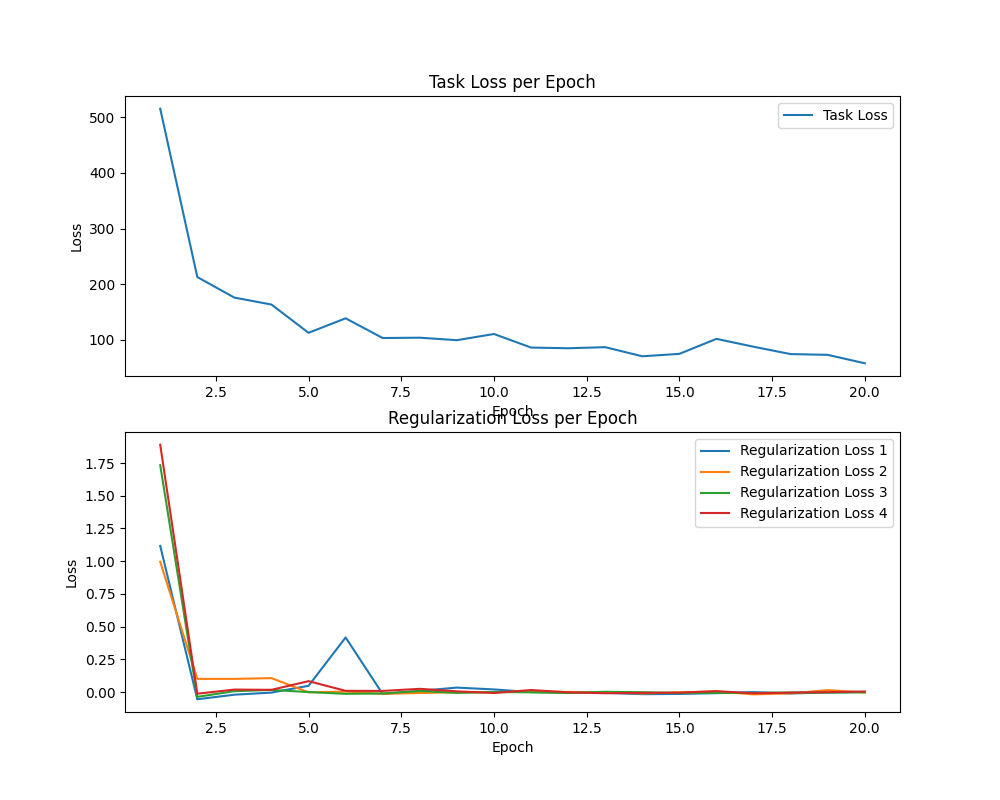 Task Loss per Epoch
Task Loss
500
400
300
200
100
Loss
2.5 5.0 7.5 10.0 12.5 15.0 17.5 20.0
Epoch
Regularization Loss per Epoch
Regularization Loss 1
Regularization Loss 2
Regularization Loss 3
Regularization Loss 4
1.75
1.50
1.25
1.00
0.75
0.50
0.25
0.00
Loss
2.5 5.0 7.5 10.0 12.5 15.0 17.5 20.0
Epoch